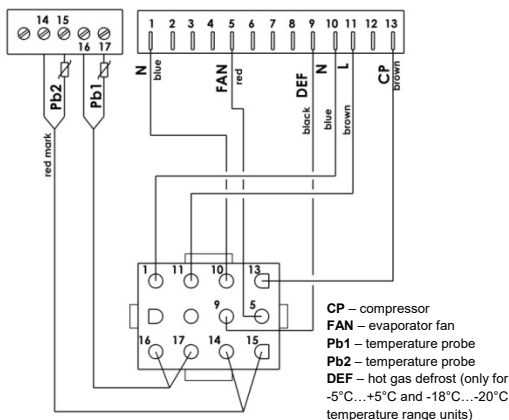 14 15
16 17
1 2 3 4 5 6 7 8 9 10 11 12 13
N
blue
FAN
red
DEF
black
N
blue
L
brown
CP
brown
Pb2
Pb1
red mark
1 11 10 13
9 5
16 17 14 15
CP – compressor
FAN – evaporator fan
Pb1 – temperature probe
Pb2 – temperature probe
DEF – hot gas defrost (only for
-5°C…+5°C and -18°C…-20°C
temperature range units)